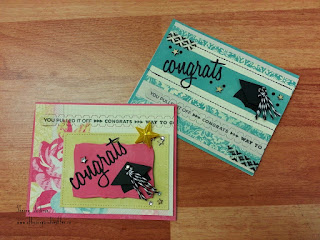 congrats
YOU PULLED IT OFF >>> CONGRATS >>> WAY TO
YOU PULLED IT OFF >>> CONGRATS >>> WAY TO G
congrats